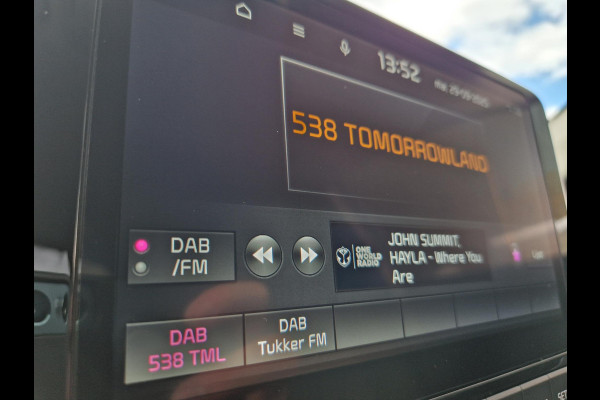 13:52
538 TOMORROWLAND
DAB
/FM
ONE
WORLD
RADIO
JOHN SUMMIT,
HAYLA - Where You
Are
DAB
538 TML
DAB
Tukker FM